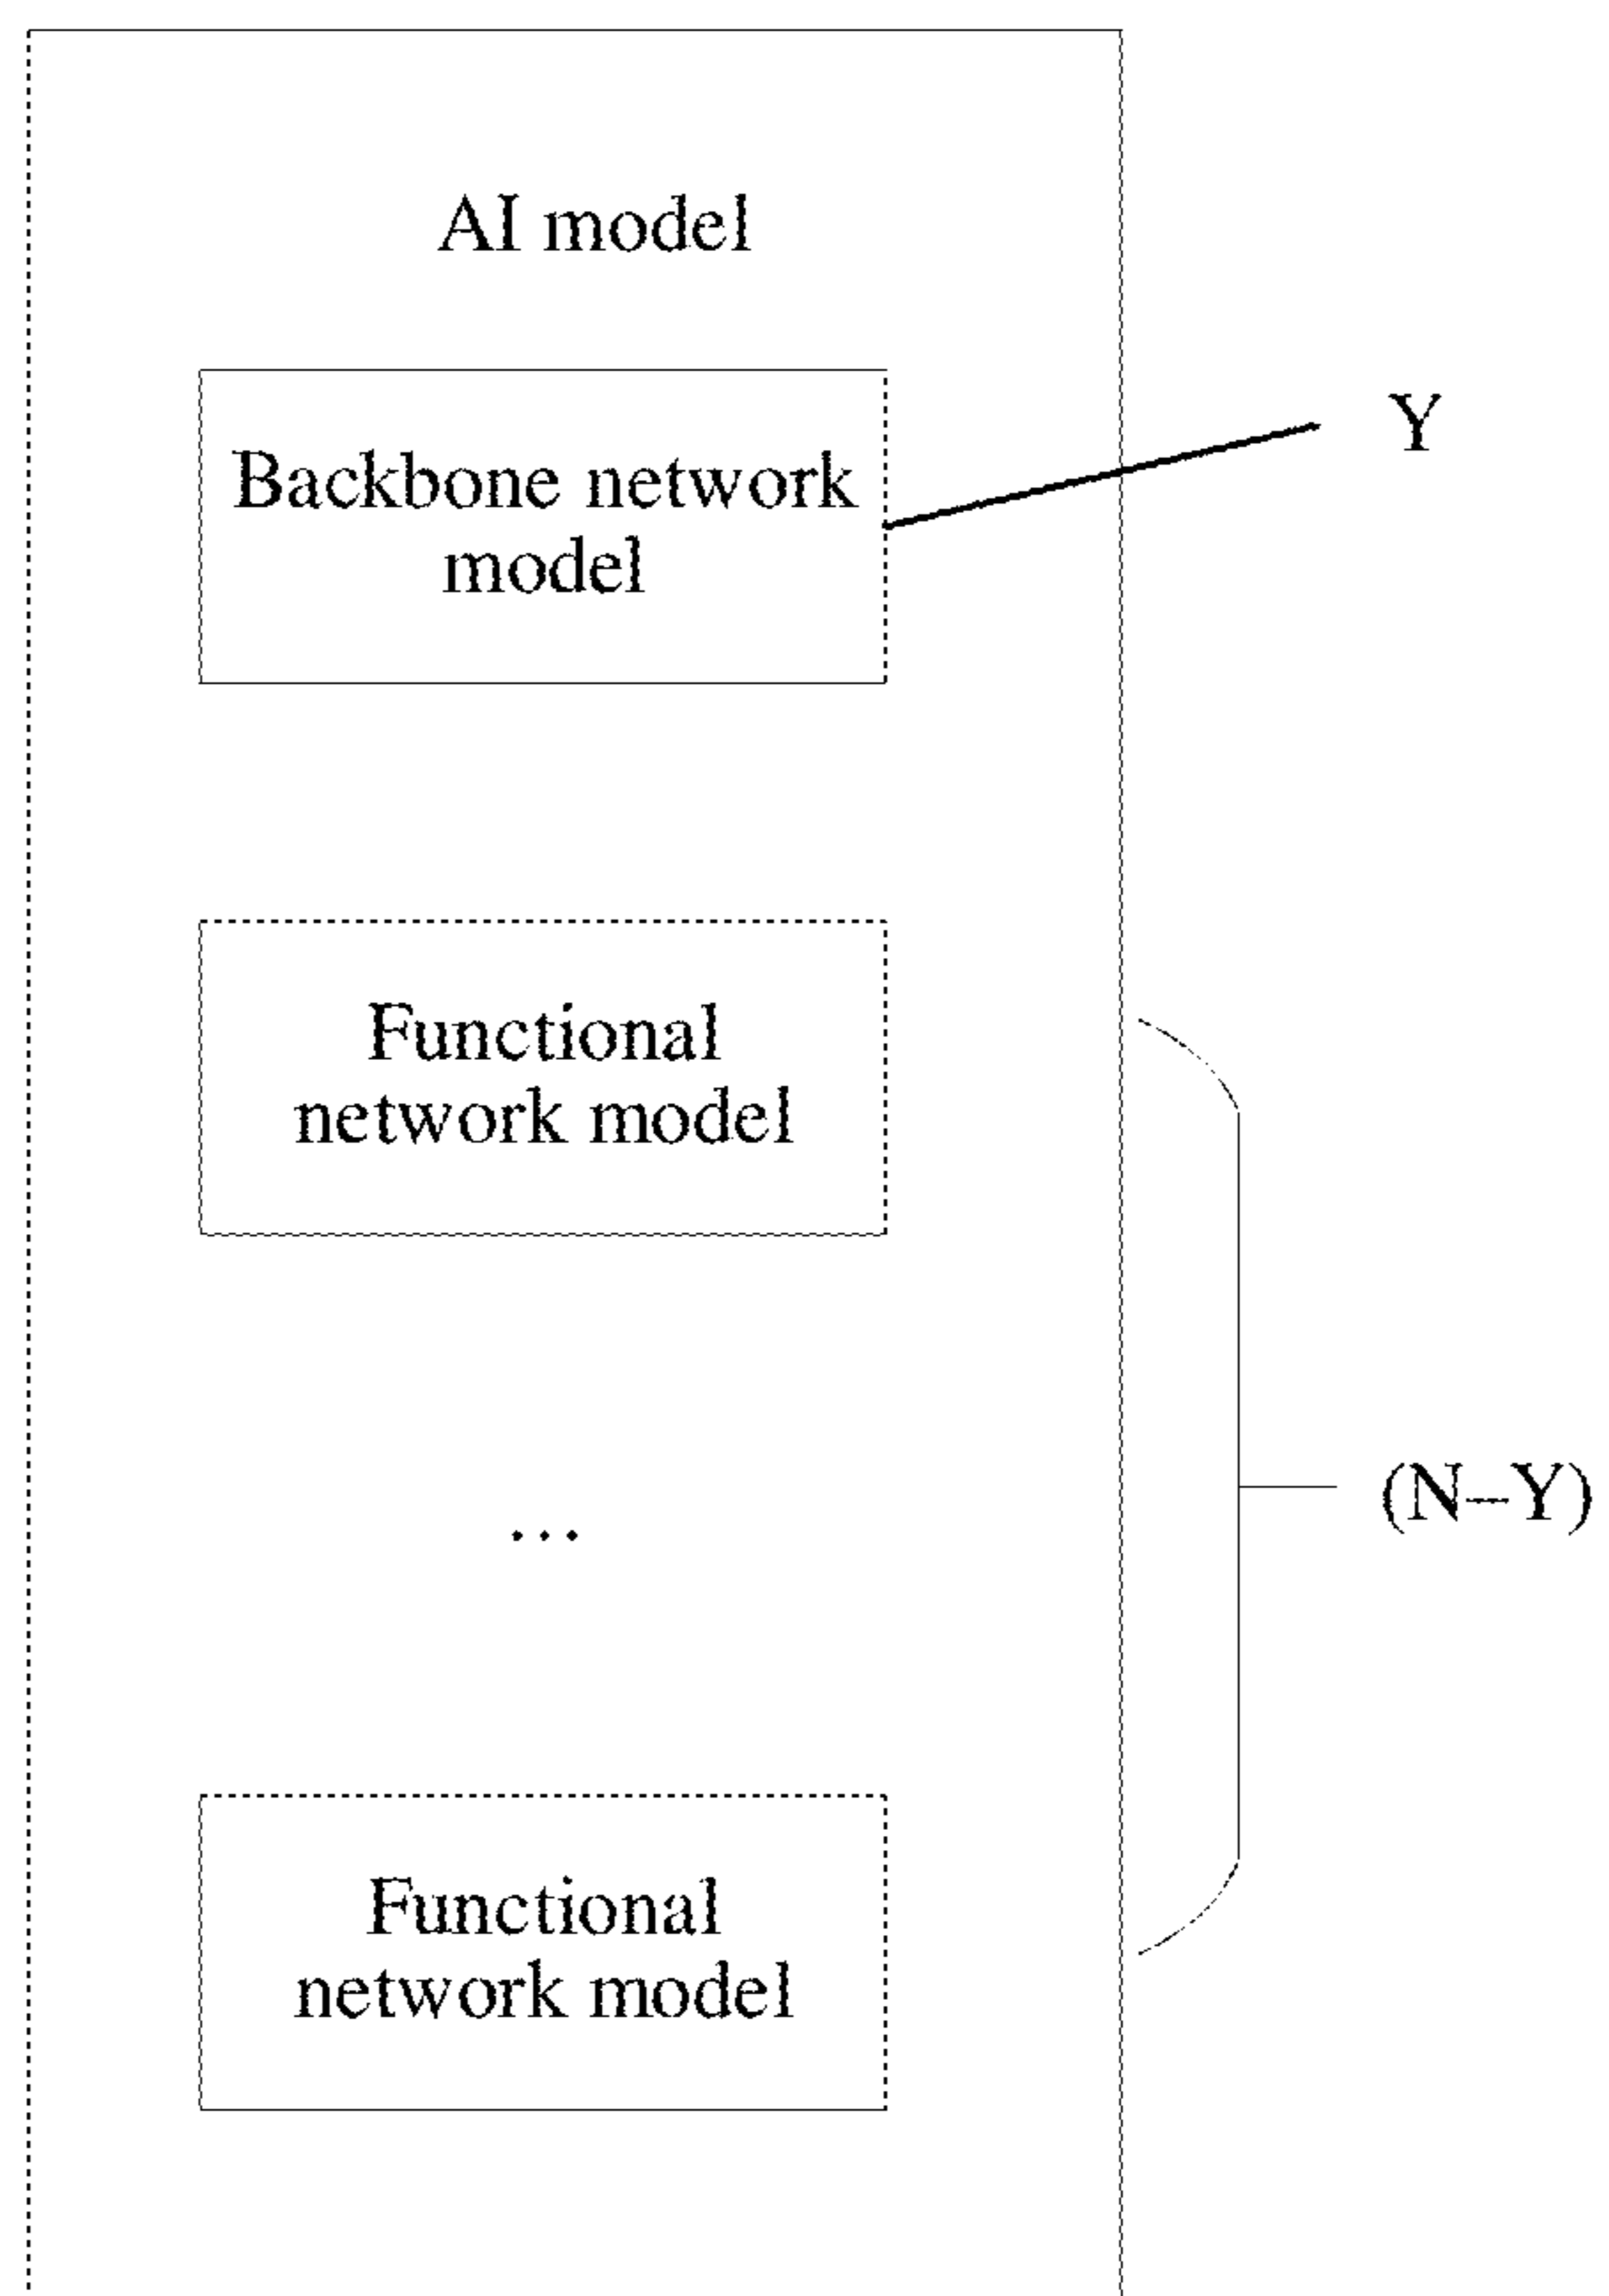 AI model
Backbone network
model
Y
Functional
network model
...
(N--Y)
Functional
network model